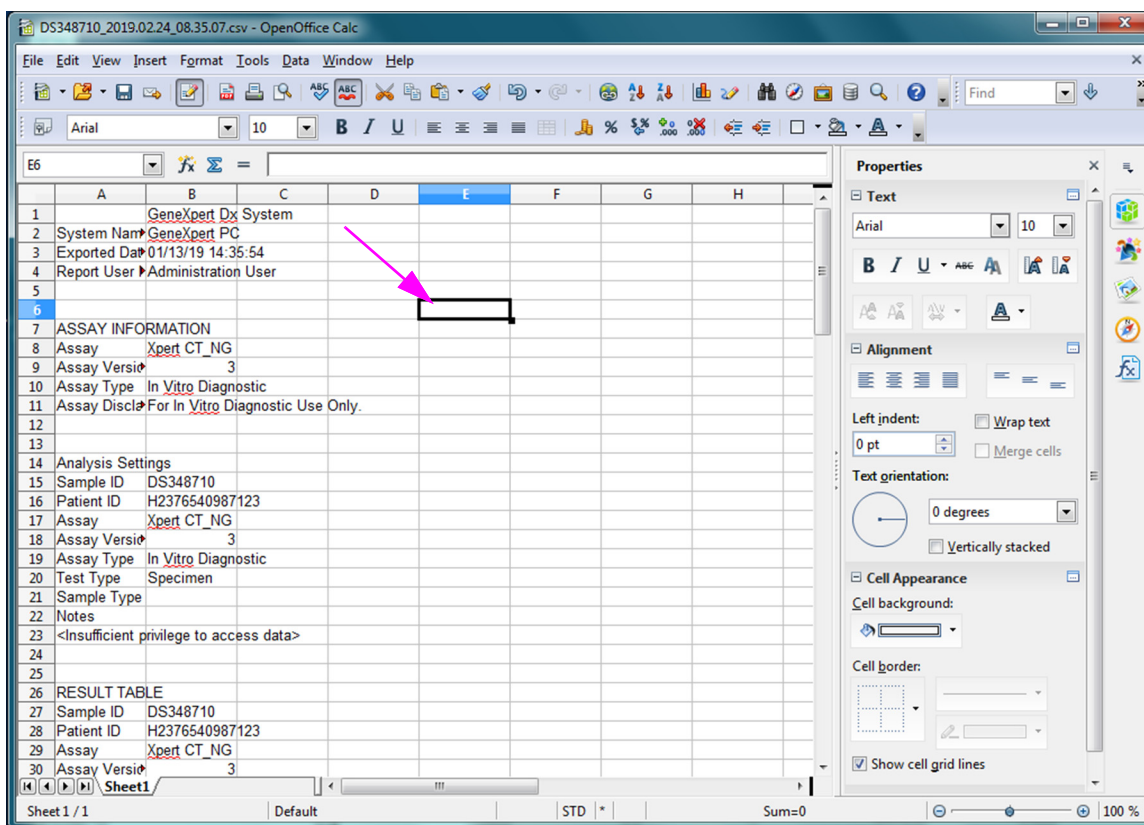 DS348710_2019.02.24_08.35.07.csv - OpenOffice Calc
File Edit View Insert Format Tools Data Window Help
Find
Arial 10
E6
A B C D E F G H
1 GeneXpert Dx System
2 System Nam GeneXpert PC
3 Exported Dat 01/13/19 14:35:54
4 Report User Administration User
5
6
7 ASSAY INFORMATION
8 Assay Xpert CT_NG
9 Assay Versio 3
10 Assay Type In Vitro Diagnostic
11 Assay Discla For In Vitro Diagnostic Use Only.
12
13
14 Analysis Settings
15 Sample ID DS348710
16 Patient ID H2376540987123
17 Assay Xpert CT_NG
18 Assay Versio 3
19 Assay Type In Vitro Diagnostic
20 Test Type Specimen
21 Sample Type
22 Notes
23 <Insufficient privilege to access data>
24
25
26 RESULT TABLE
27 Sample ID DS348710
28 Patient ID H2376540987123
29 Assay Xpert CT_NG
30 Assay Versio 3
Sheet1
Properties
Text
Arial 10
Alignment
Left indent:
Wrap text
0 pt
Merge cells
Text orientation:
0 degrees
Vertically stacked
Cell Appearance
Cell background:
Cell border:
Show cell grid lines
Sheet 1 / 1 Default STD * Sum=0 100 %